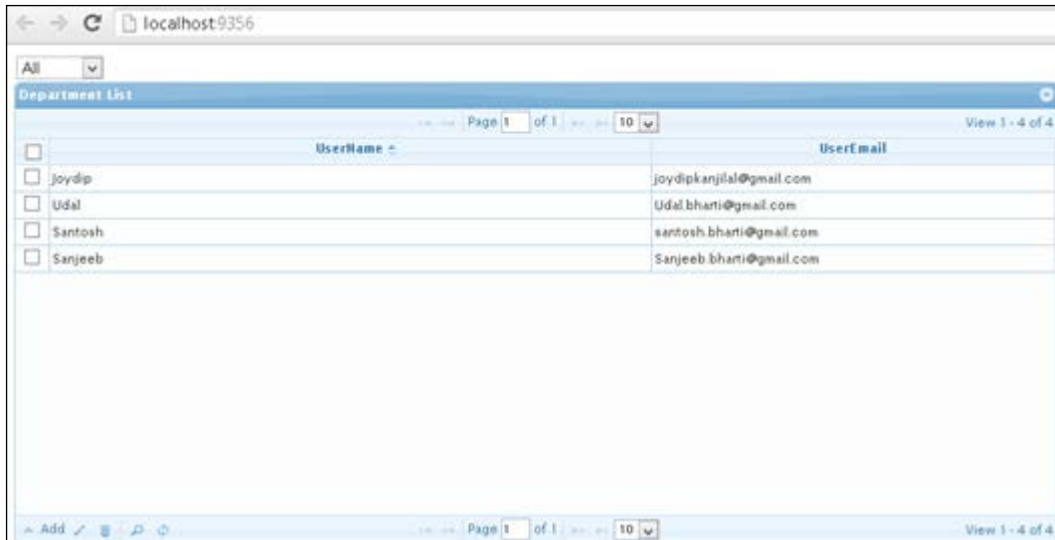 localhost:9356
All
Department List
Page 1 of 1 10 View 1 - 4 of 4
UserName UserEmail
Joydip joydipkanjilal@gmail.com
Udal Udal.bharti@gmail.com
Santosh santosh.bharti@gmail.com
Sanjeeb Sanjeeb.bharti@gmail.com
Add Page 1 of 1 10 View 1 - 4 of 4